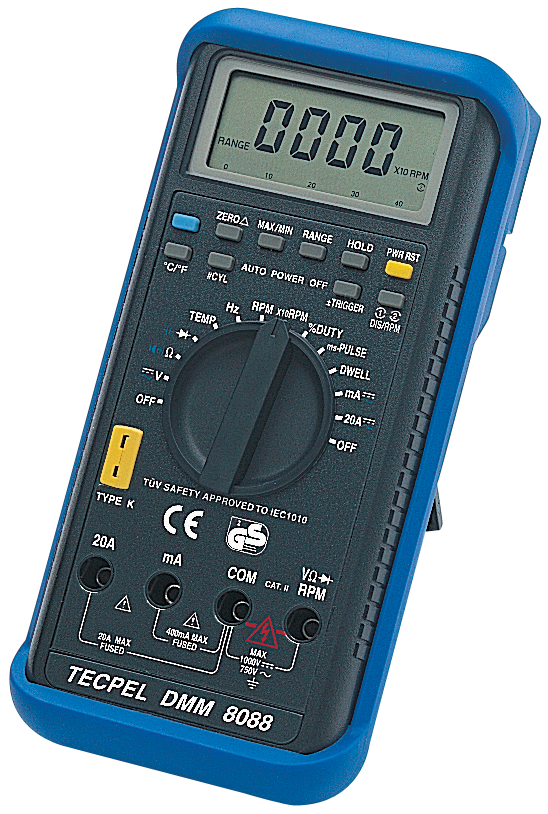 0000
RANGE
X10 RPM
0 10 20 30 40
ZERO△ MAX/MIN RANGE HOLD PWR RST
°C/°F #CYL AUTO POWER OFF ±TRIGGER ① ② DIS/RPM
TEMP Hz RPM X10RPM %DUTY
ms-PULSE
Ω DWELL
V mA
OFF 20A
OFF
TYPE K
TÜV SAFETY APPROVED TO IEC1010
CE GS
20A mA COM CAT. II VΩ
RPM
20A MAX
FUSED
400mA MAX
FUSED
MAX
1000V⎓
750V～
TECPEL DMM 8088